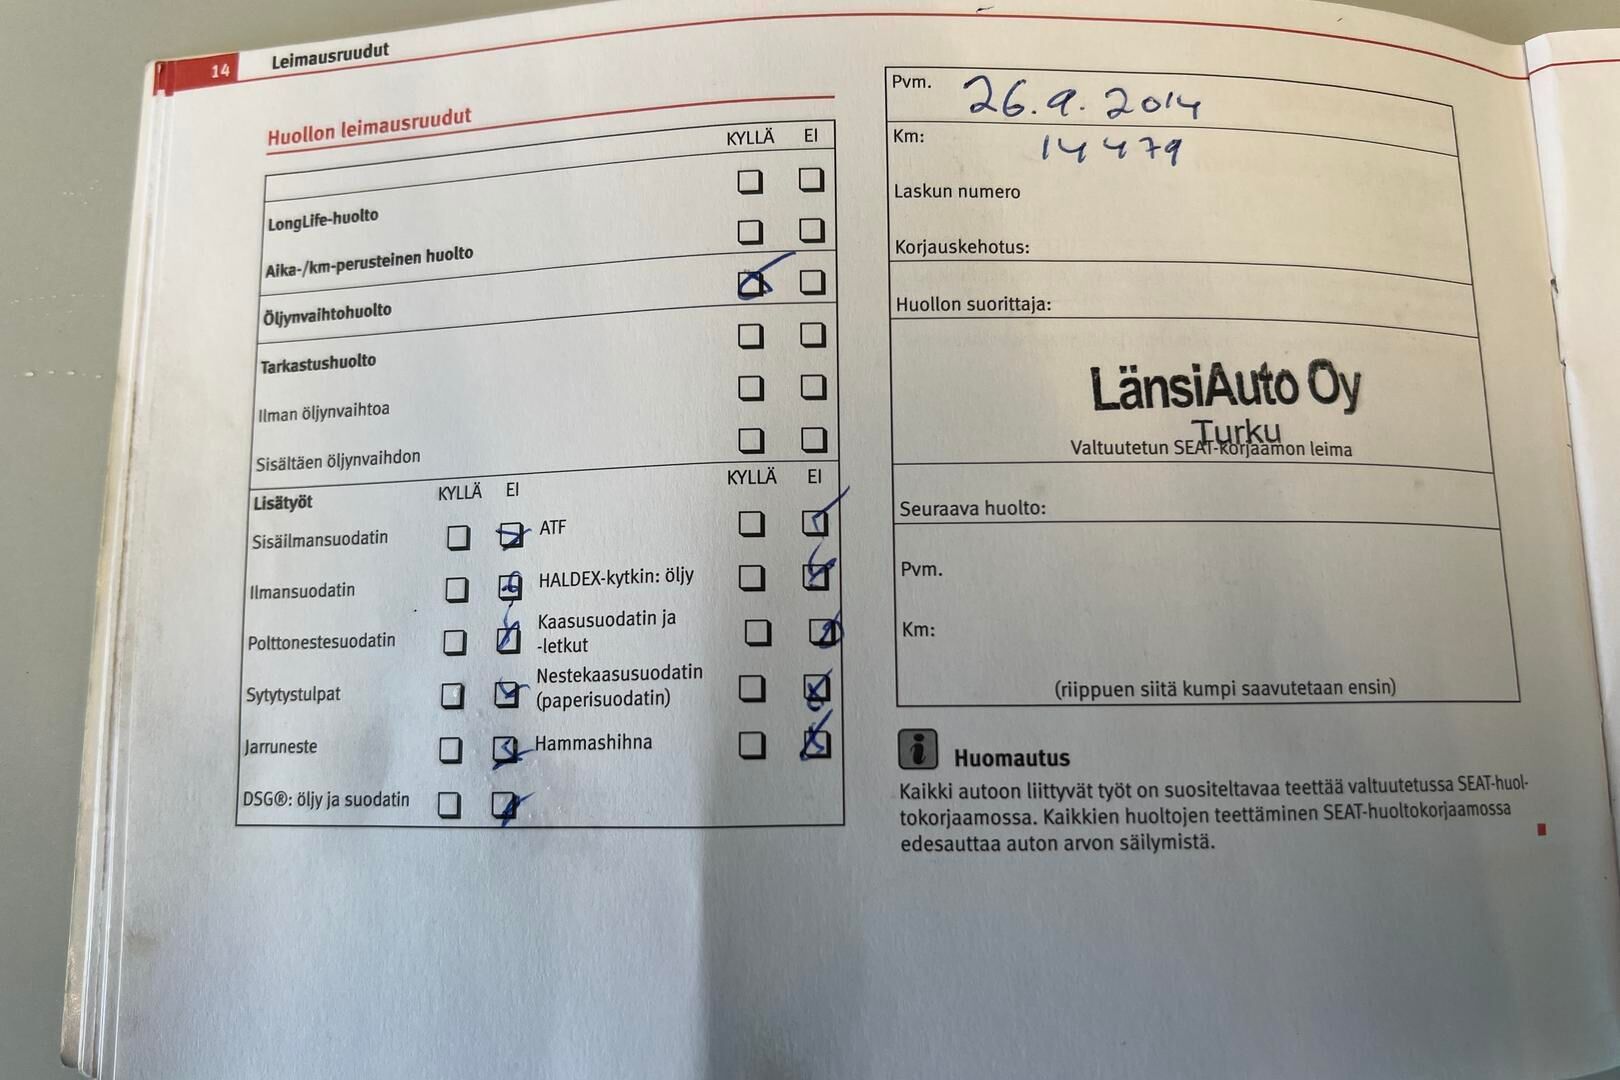 14
Leimausruudut
Huollon leimausruudut
KYLLÄ EI
LongLife-huolto
Aika-/km-perusteinen huolto
Öljynvaihtohuolto
Tarkastushuolto
Ilman öljynvaihtoa
Sisältäen öljynvaihdon
Lisätyöt KYLLÄ EI KYLLÄ EI
Sisäilmansuodatin ATF
Ilmansuodatin HALDEX-kytkin: öljy
Polttonestesuodatin Kaasusuodatin ja
-letkut
Sytytystulpat Nestekaasusuodatin
(paperisuodatin)
Jarruneste Hammashihna
DSG®: öljy ja suodatin
Pvm. 26.9.2014
Km: 14479
Laskun numero
Korjauskehotus:
Huollon suorittaja:
LänsiAuto Oy
Turku
Valtuutetun SEAT-korjaamon leima
Seuraava huolto:
Pvm.
Km:
(riippuen siitä kumpi saavutetaan ensin)
i Huomautus
Kaikki autoon liittyvät työt on suositeltavaa teettää valtuutetussa SEAT-huol-
tokorjaamossa. Kaikkien huoltojen teettäminen SEAT-huoltokorjaamossa
edesauttaa auton arvon säilymistä.